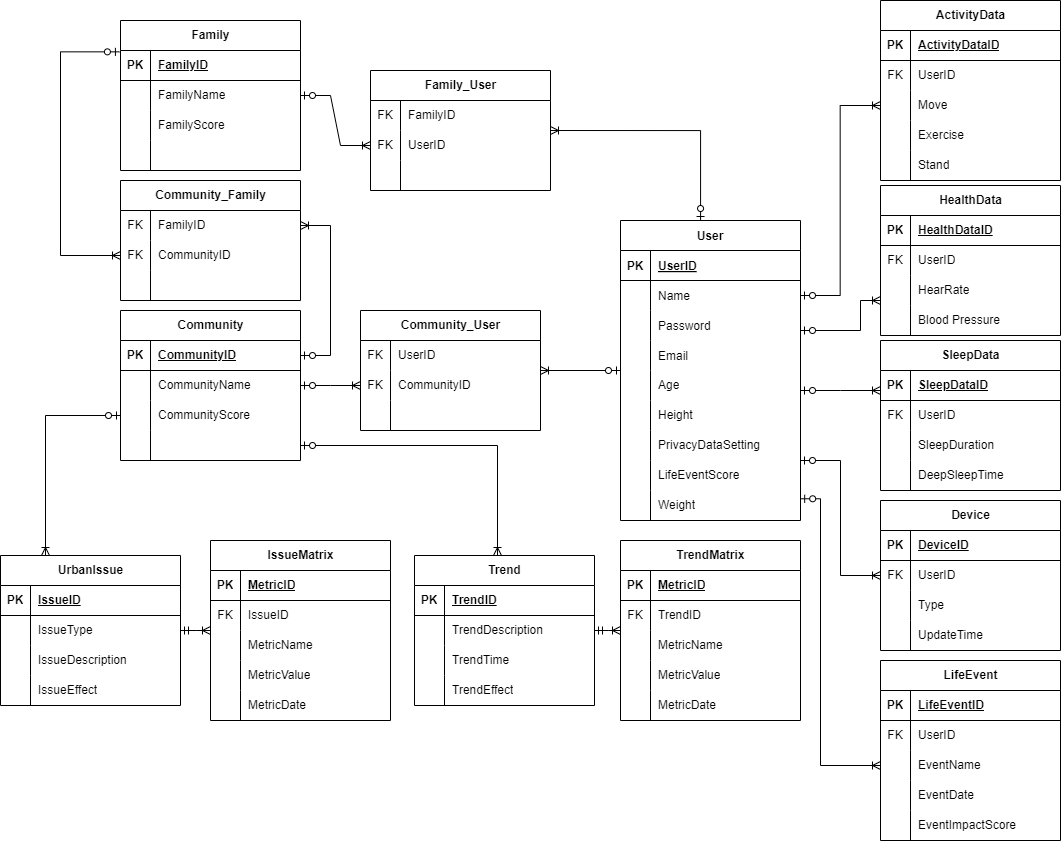 Family
PK FamilyID
FamilyName
FamilyScore
Family_User
FK FamilyID
FK UserID
Community_Family
FK FamilyID
FK CommunityID
Community
PK CommunityID
CommunityName
CommunityScore
Community_User
FK UserID
FK CommunityID
User
PK UserID
Name
Password
Email
Age
Height
PrivacyDataSetting
LifeEventScore
Weight
ActivityData
PK ActivityDataID
FK UserID
Move
Exercise
Stand
HealthData
PK HealthDataID
FK UserID
HearRate
Blood Pressure
SleepData
PK SleepDataID
FK UserID
SleepDuration
DeepSleepTime
Device
PK DeviceID
FK UserID
Type
UpdateTime
LifeEvent
PK LifeEventID
FK UserID
EventName
EventDate
EventImpactScore
UrbanIssue
PK IssueID
IssueType
IssueDescription
IssueEffect
IssueMatrix
PK MetricID
FK IssueID
MetricName
MetricValue
MetricDate
Trend
PK TrendID
TrendDescription
TrendTime
TrendEffect
TrendMatrix
PK MetricID
FK TrendID
MetricName
MetricValue
MetricDate